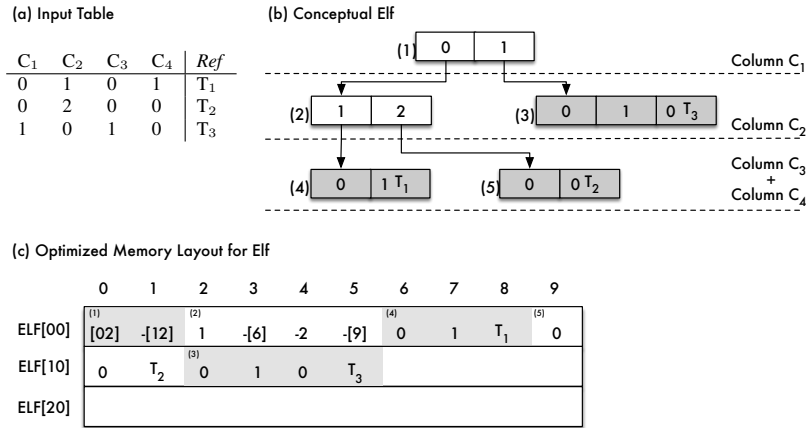 (a) Input Table
C1 C2 C3 C4 Ref
0 1 0 1 T1
0 2 0 0 T2
1 0 1 0 T3
(b) Conceptual Elf
(1) 0 1
Column C1
(2) 1 2
(3) 0 1 0 T3
Column C2
(4) 0 1 T1
(5) 0 0 T2
Column C3
+
Column C4
(c) Optimized Memory Layout for Elf
0 1 2 3 4 5 6 7 8 9
(1) (2) (4) (5)
ELF[00] [02] -[12] 1 -[6] -2 -[9] 0 1 T1 0
(3)
ELF[10] 0 T2 0 1 0 T3
ELF[20]